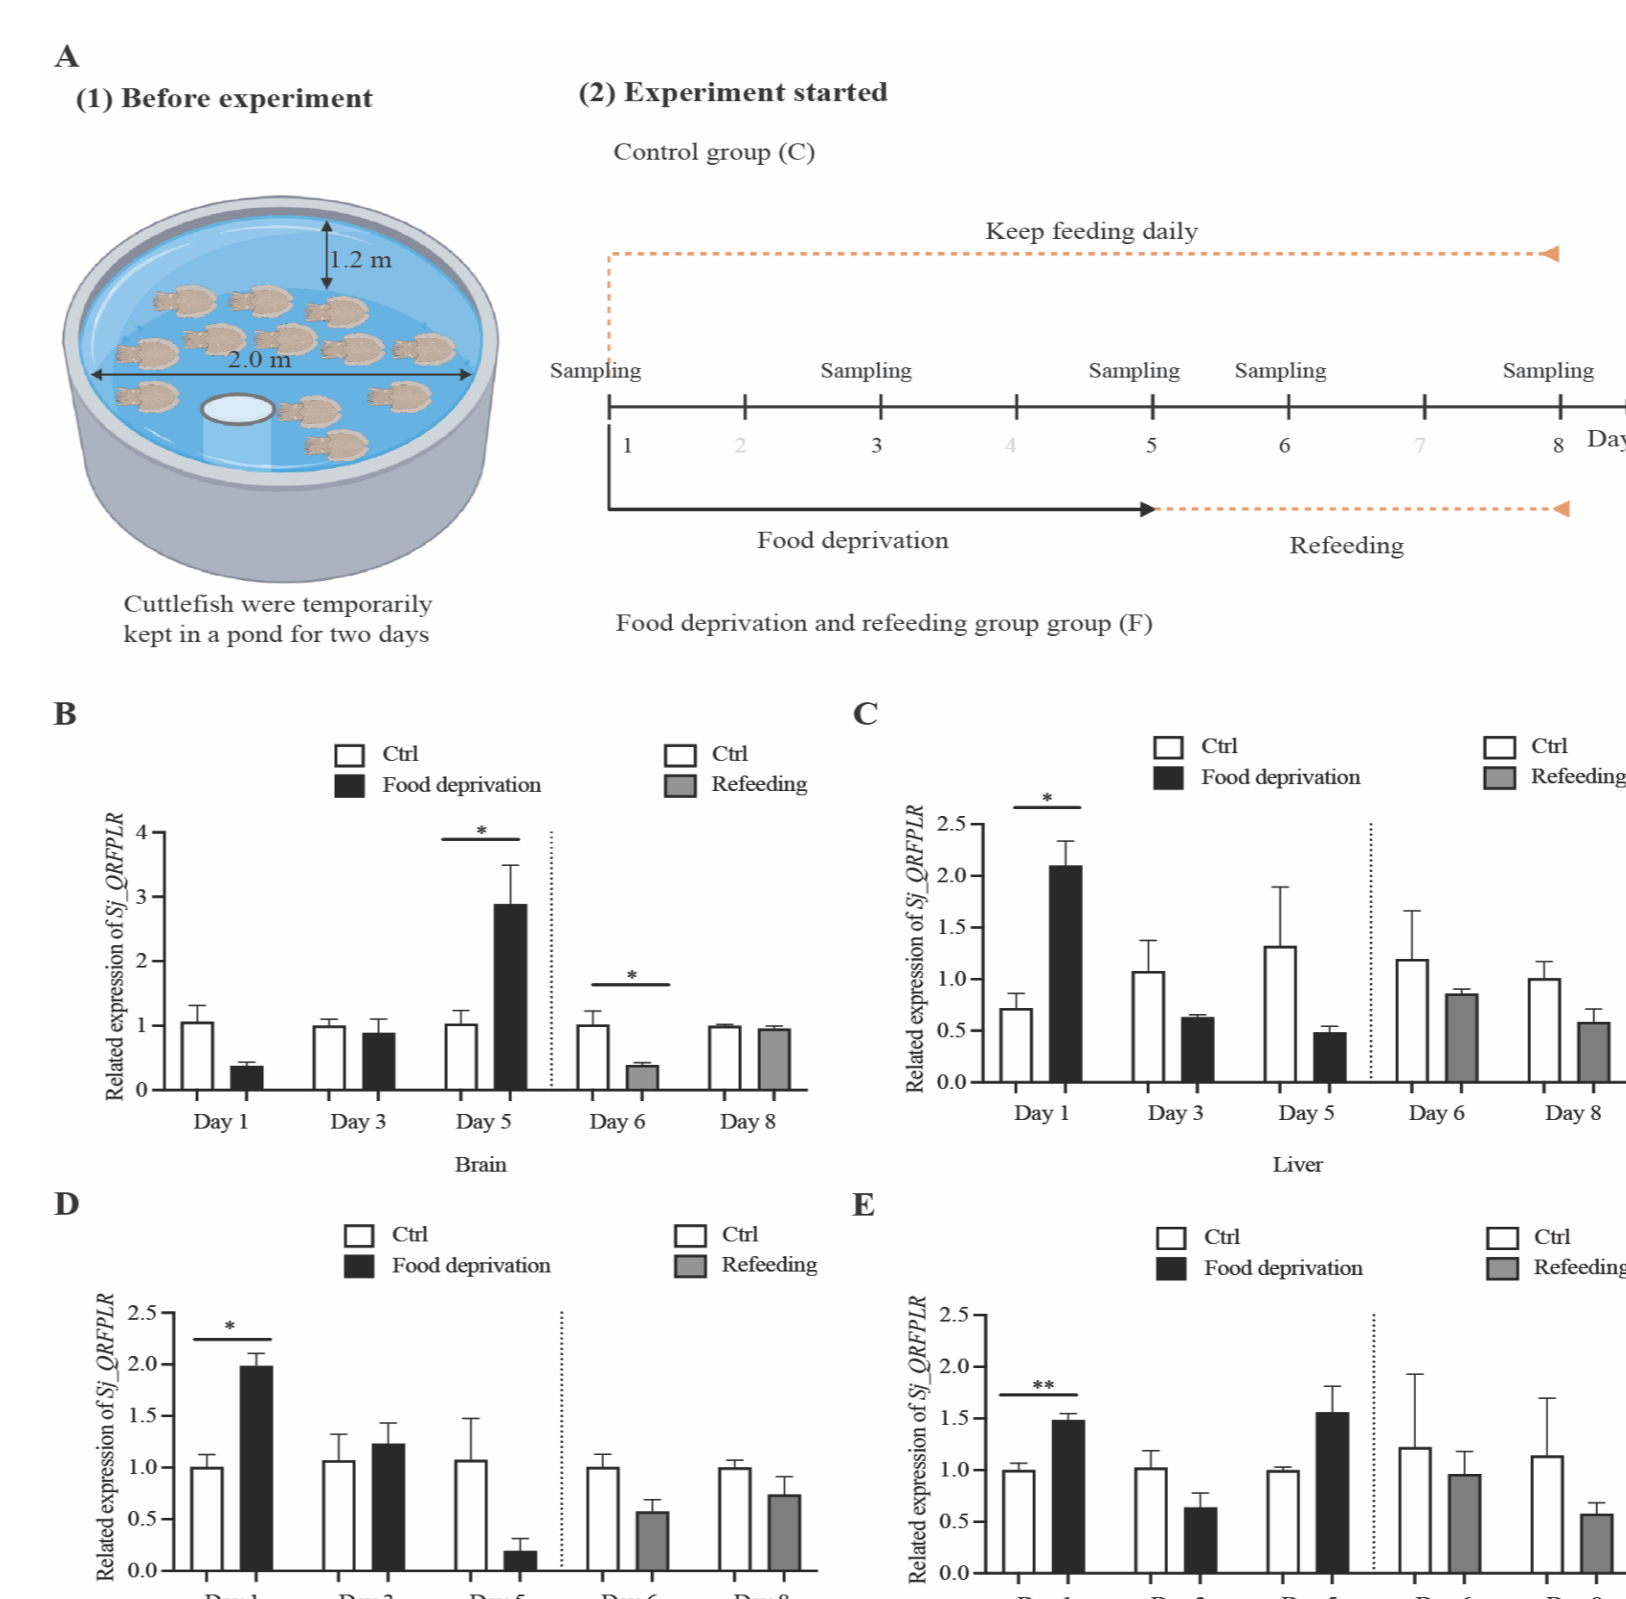 A
(1) Before experiment
(2) Experiment started
Control group (C)
Keep feeding daily
1.2 m
2.0 m
Sampling Sampling Sampling Sampling Sampling
1 2 3 4 5 6 7 8
Food deprivation
Refeeding
Cuttlefish were temporarily
kept in a pond for two days
Food deprivation and refeeding group group (F)
B
Ctrl Ctrl
Food deprivation Refeeding
Related expression of Sj_QRFPLR
4
*
3
2
*
1
0
Day 1 Day 3 Day 5 Day 6 Day 8
Brain
C
Ctrl Ctrl
Food deprivation Refeeding
Related expression of Sj_QRFPLR
*
2.5
2.0
1.5
1.0
0.5
0.0
Day 1 Day 3 Day 5 Day 6 Day 8
Liver
D
Ctrl Ctrl
Food deprivation Refeeding
Related expression of Sj_QRFPLR
2.5
*
2.0
1.5
1.0
0.5
0.0
E
Ctrl Ctrl
Food deprivation Refeeding
Related expression of Sj_QRFPLR
2.5
2.0
**
1.5
1.0
0.5
0.0